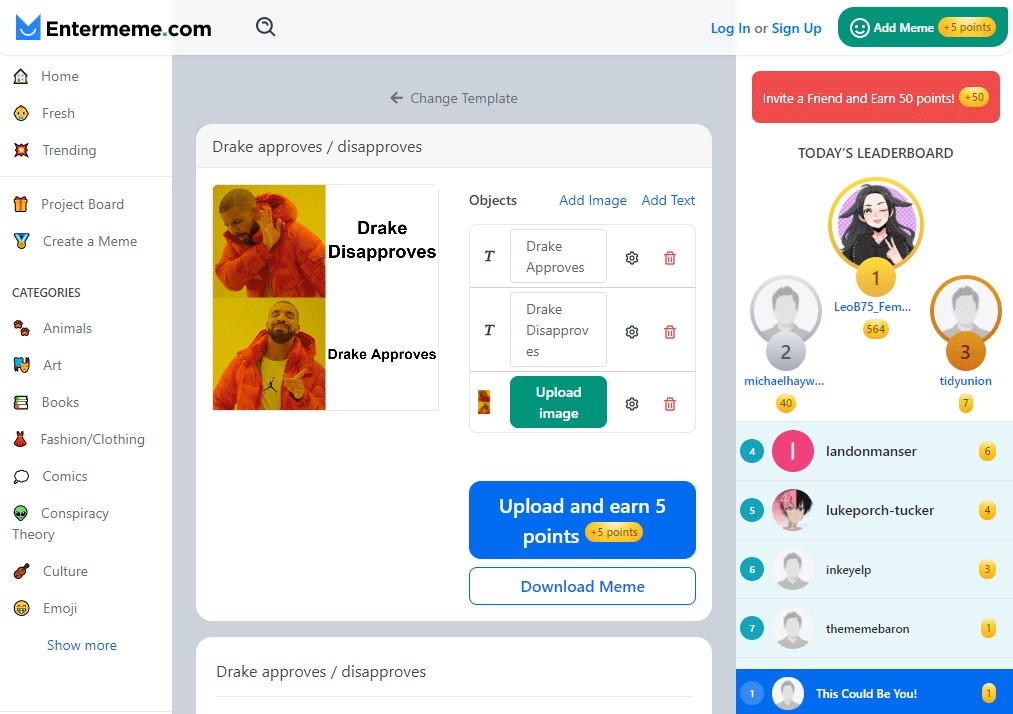 Entermeme.com
Log In or Sign Up
Add Meme +5 points
Home
Fresh
Trending
Project Board
Create a Meme
CATEGORIES
Animals
Art
Books
Fashion/Clothing
Comics
Conspiracy
Theory
Culture
Emoji
Show more
Change Template
Drake approves / disapproves
Drake
Disapproves
Drake Approves
Objects
Add Image
Add Text
T
Drake
Approves
T
Drake
Disapprov
es
Upload
image
Upload and earn 5
points +5 points
Download Meme
Drake approves / disapproves
Invite a Friend and Earn 50 points! +50
TODAY'S LEADERBOARD
1
LeoB75_Fem...
564
2
michaelhayw...
40
3
tidyunion
7
4 l landonmanser 6
5 lukeporch-tucker 4
6 inkeyelp 3
7 thememebaron 1
1 This Could Be You! 1